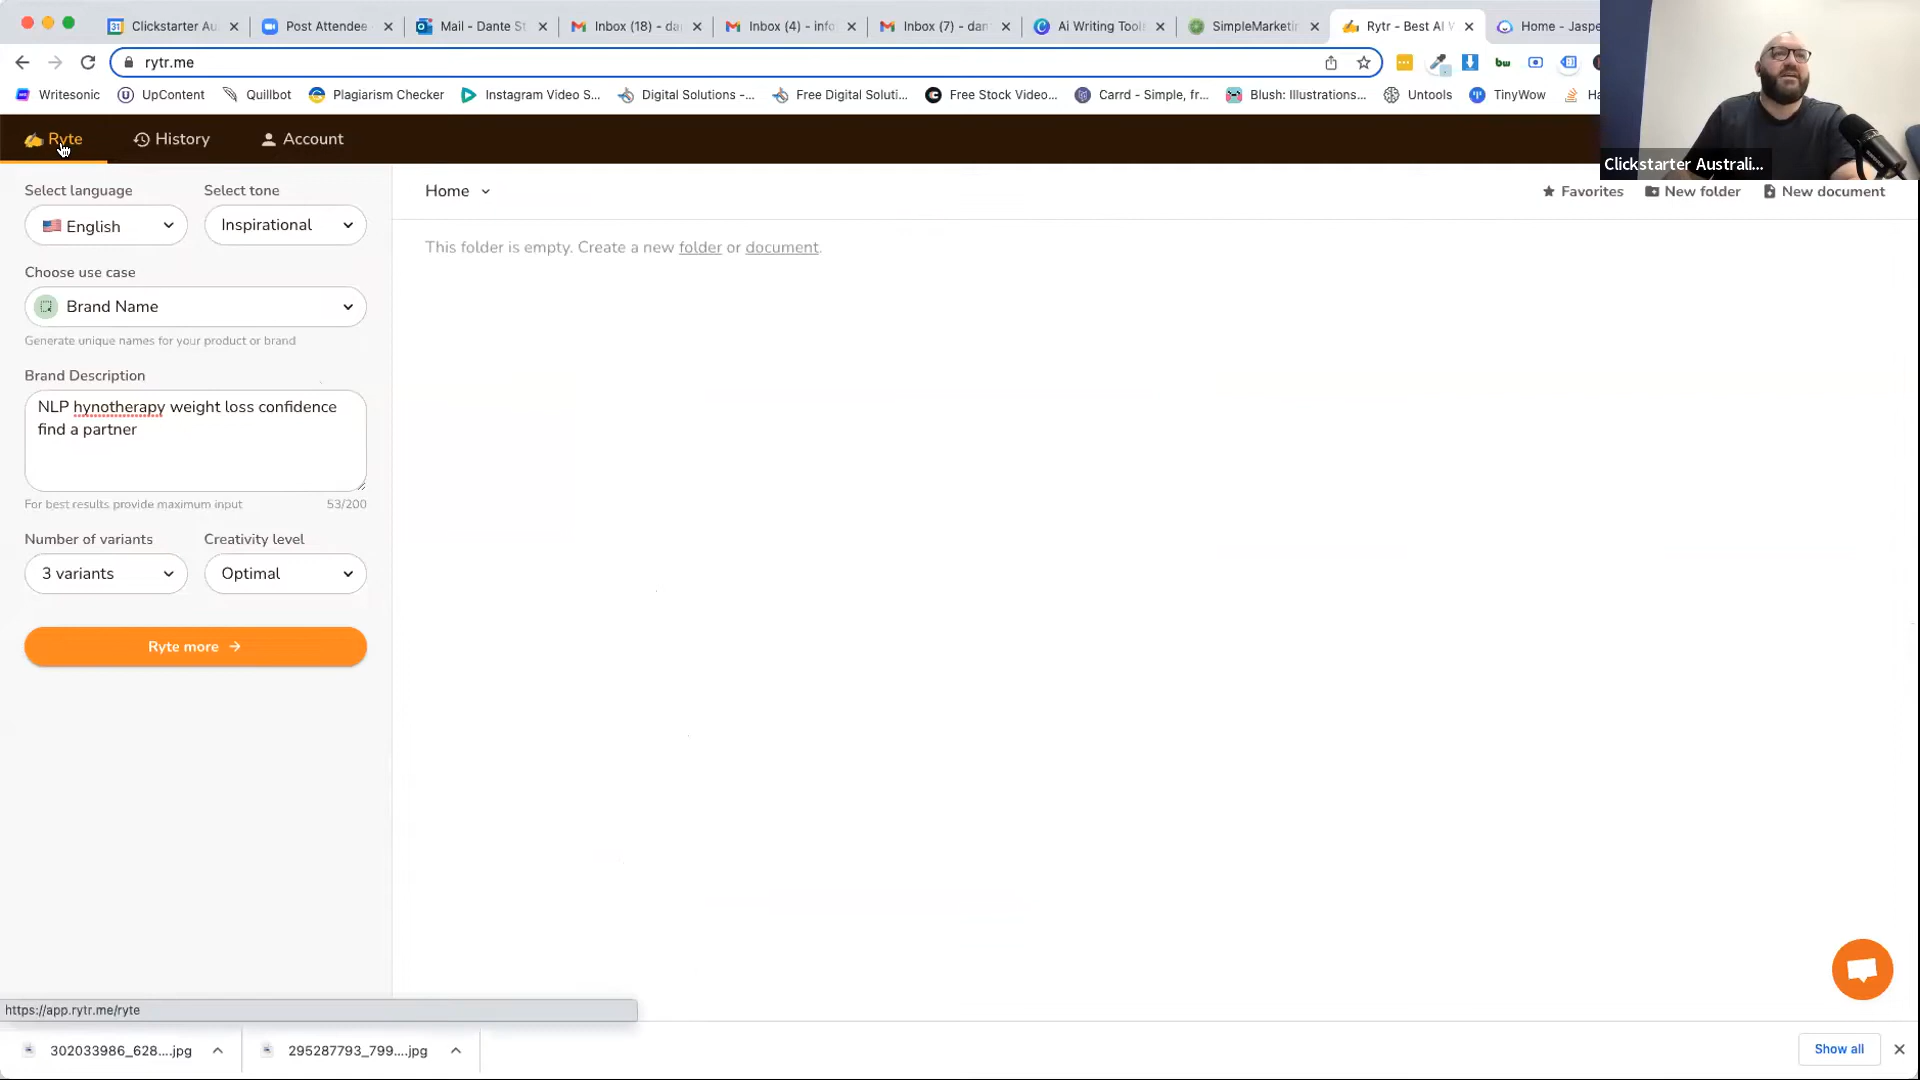 Clickstarter Au
Post Attendee
Mail - Dante St
Inbox (18) - da
Inbox (4) - info
Inbox (7) - dan
Ai Writing Tool
SimpleMarketin
Rytr - Best AI W
Home - Jaspe
rytr.me
Writesonic
UpContent
Quillbot
Plagiarism Checker
Instagram Video S...
Digital Solutions -...
Free Digital Soluti...
Free Stock Video...
Carrd - Simple, fr...
Blush: Illustrations...
Untools
TinyWow
Ha
Ryte
History
Account
Clickstarter Australi...
Select language
Select tone
Home
Favorites
New folder
New document
English
Inspirational
This folder is empty. Create a new folder or document.
Choose use case
Brand Name
Generate unique names for your product or brand
Brand Description
NLP hynotherapy weight loss confidence
find a partner
For best results provide maximum input
53/200
Number of variants
Creativity level
3 variants
Optimal
Ryte more
https://app.rytr.me/ryte
302033986_628....jpg
295287793_799....jpg
Show all